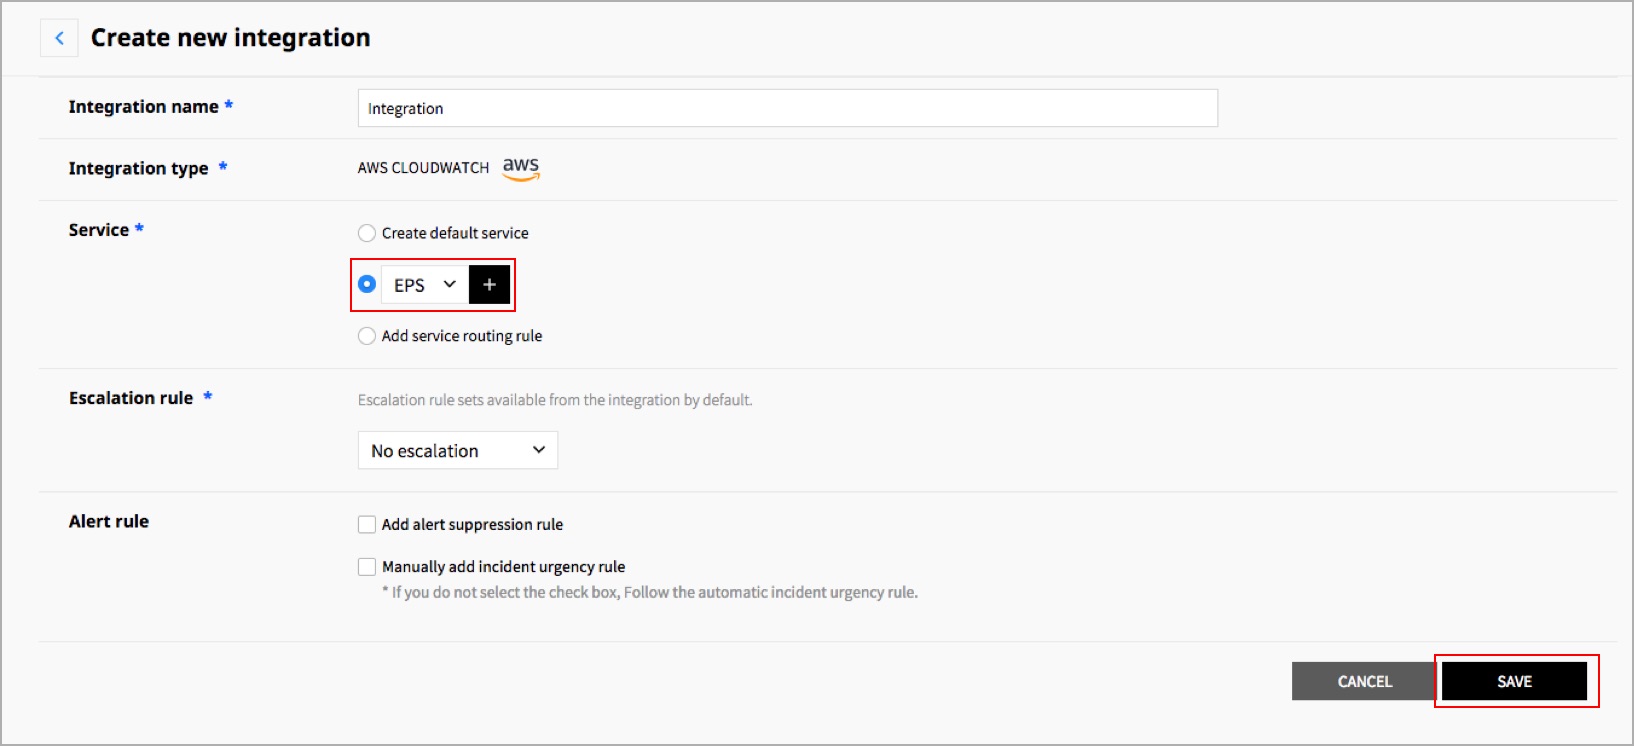 Create new integration
Integration name *
Integration
Integration type *
AWS CLOUDWATCH aws
Service *
Create default service
EPS +
Add service routing rule
Escalation rule *
Escalation rule sets available from the integration by default.
No escalation
Alert rule
Add alert suppression rule
Manually add incident urgency rule
* If you do not select the check box, Follow the automatic incident urgency rule.
CANCEL SAVE